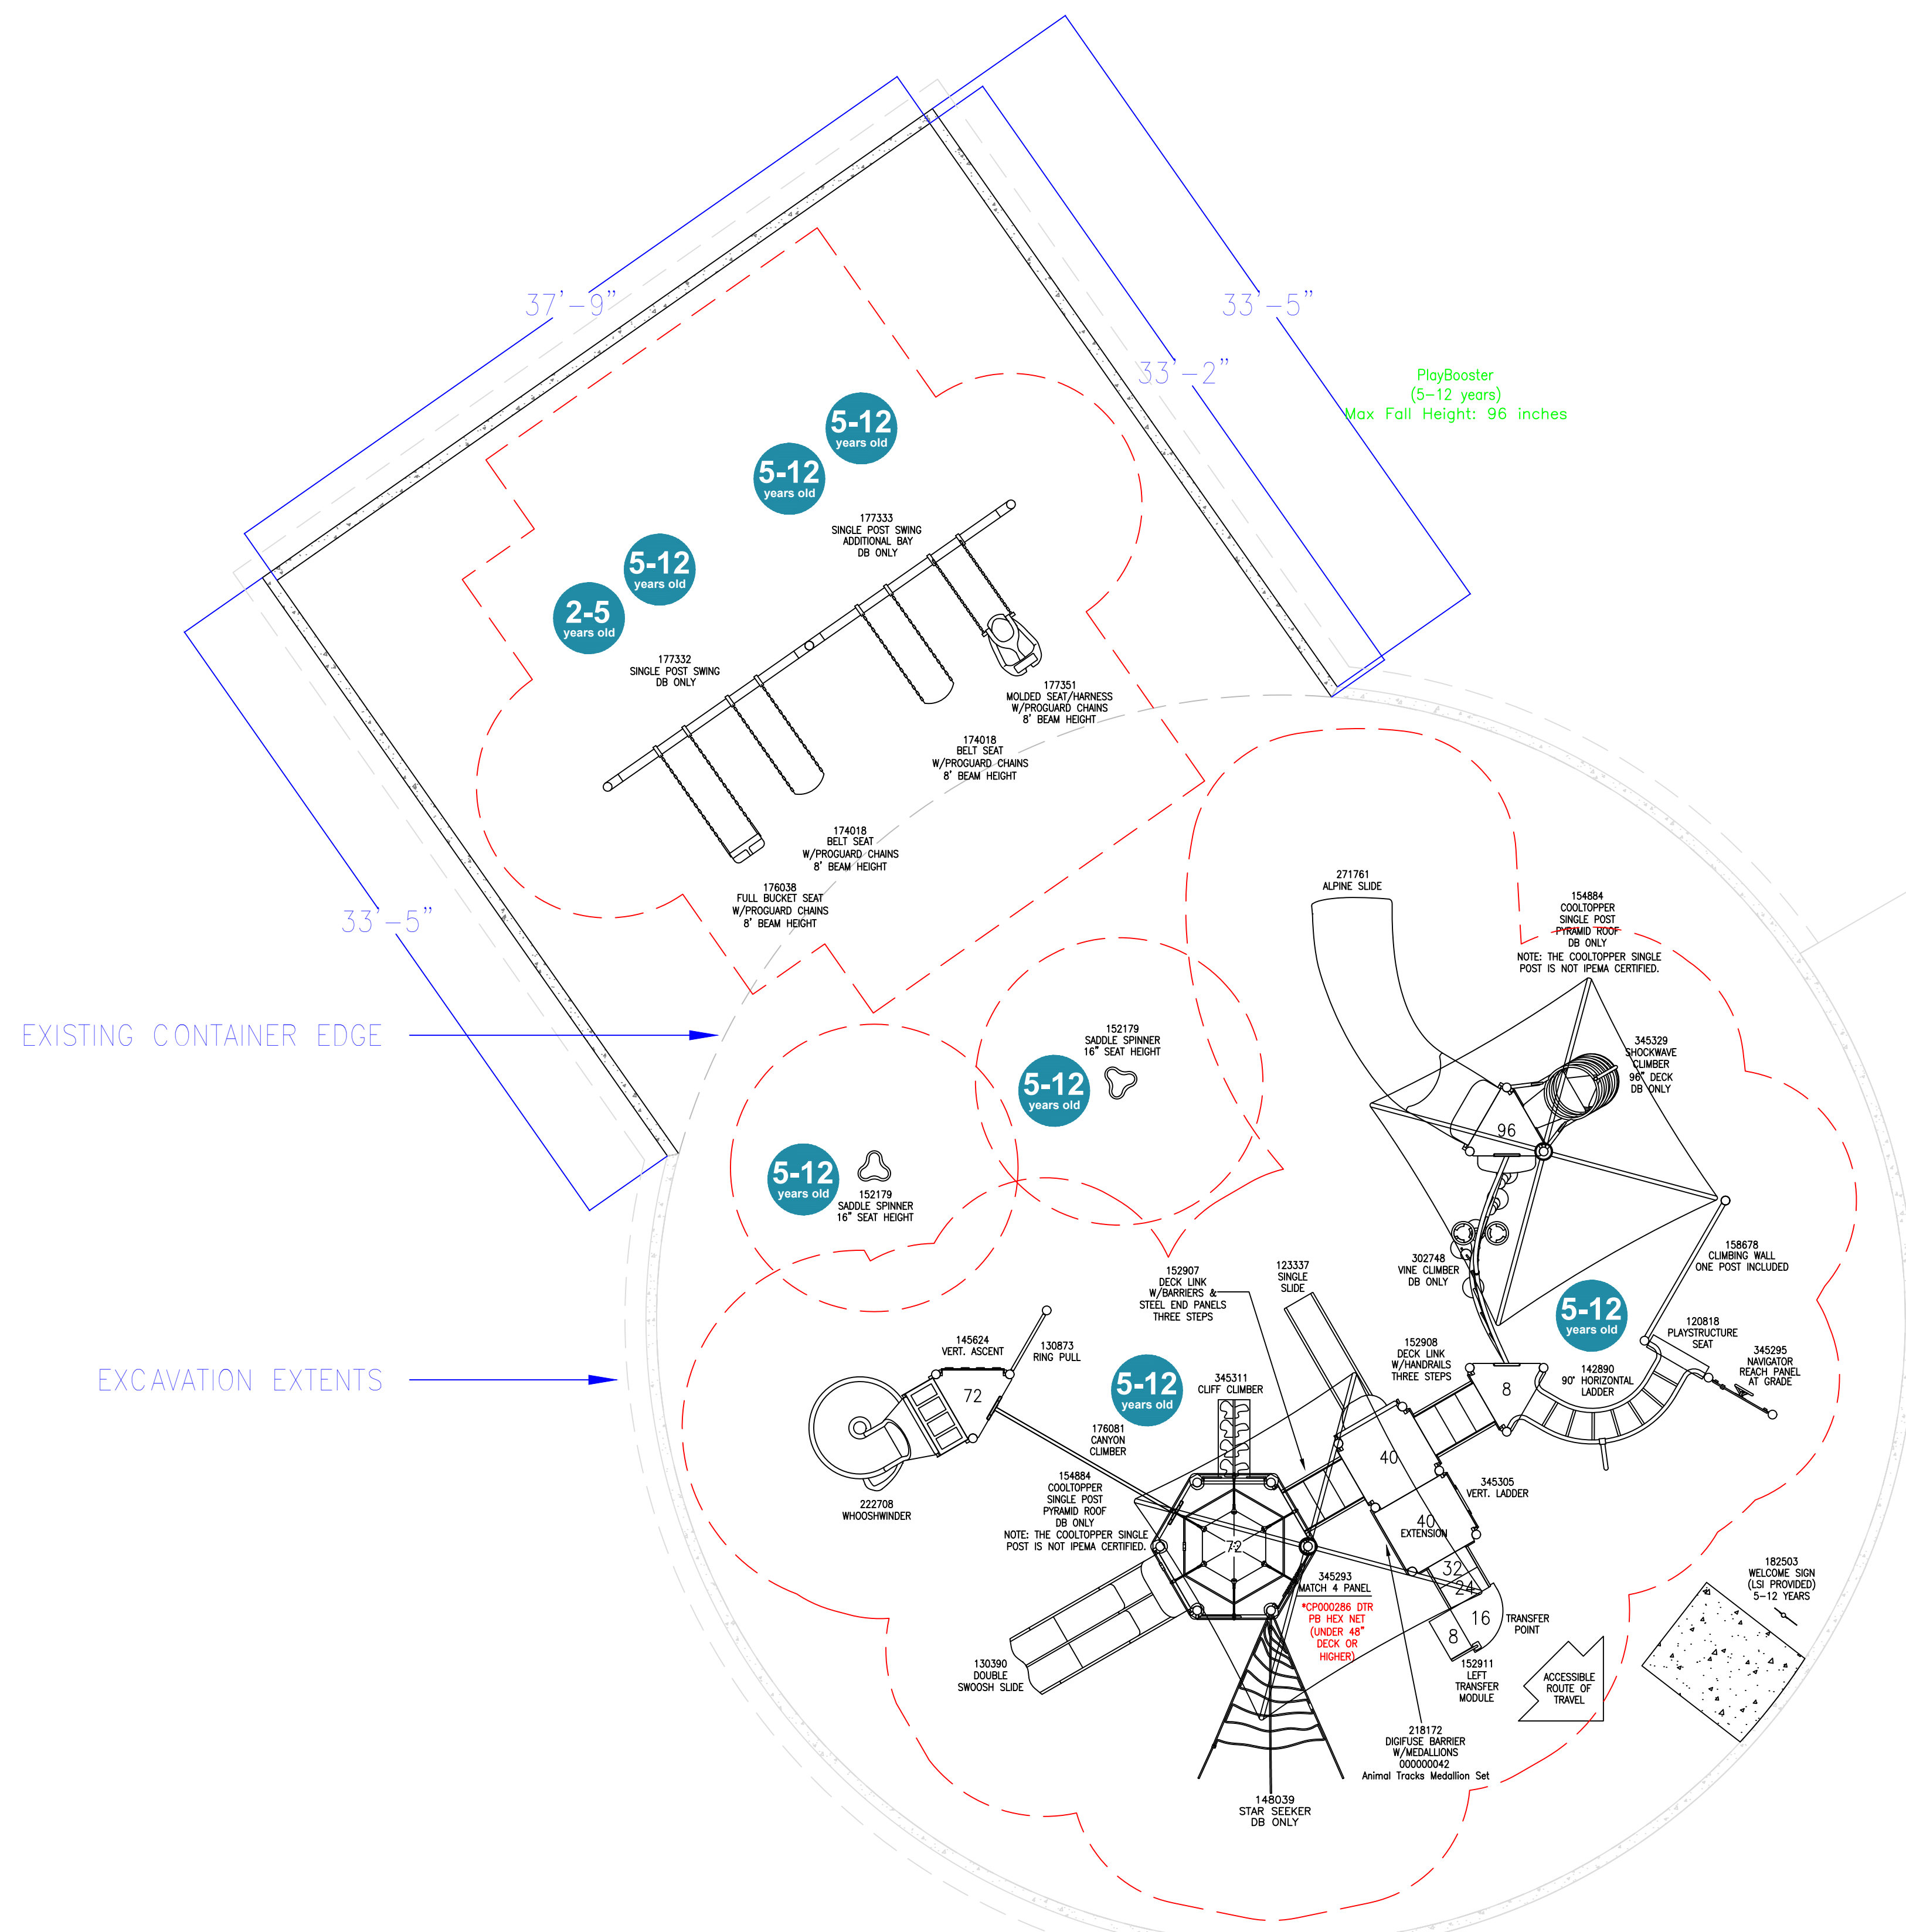 37'-9"
33'-5"
33'-2"
PlayBooster
(5-12 years)
Max Fall Height: 96 inches
5-12
years old
5-12
years old
5-12
years old
2-5
years old
177333
SINGLE POST SWING
ADDITIONAL BAY
DB ONLY
177332
SINGLE POST SWING
DB ONLY
177351
MOLDED SEAT/HARNESS
W/PROGUARD CHAINS
8' BEAM HEIGHT
174018
BELT SEAT
W/PROGUARD CHAINS
8' BEAM HEIGHT
174018
BELT SEAT
W/PROGUARD CHAINS
8' BEAM HEIGHT
176038
FULL BUCKET SEAT
W/PROGUARD CHAINS
8' BEAM HEIGHT
33'-5"
271761
ALPINE SLIDE
154884
COOLTOPPER
SINGLE POST
PYRAMID ROOF
DB ONLY
NOTE: THE COOLTOPPER SINGLE
POST IS NOT IPEMA CERTIFIED.
EXISTING CONTAINER EDGE
152179
SADDLE SPINNER
16" SEAT HEIGHT
5-12
years old
345329
SHOCKWAVE
CLIMBER
96" DECK
DB ONLY
96
5-12
years old
152179
SADDLE SPINNER
16" SEAT HEIGHT
158678
CLIMBING WALL
ONE POST INCLUDED
302748
VINE CLIMBER
DB ONLY
123337
SINGLE
SLIDE
152907
DECK LINK
W/BARRIERS &
STEEL END PANELS
THREE STEPS
5-12
years old
120818
PLAYSTRUCTURE
SEAT
145624
VERT. ASCENT
130873
RING PULL
152908
DECK LINK
W/HANDRAILS
THREE STEPS
345295
NAVIGATOR
REACH PANEL
AT GRADE
EXCAVATION EXTENTS
72
5-12
years old
345311
CLIFF CLIMBER
8
142890
90° HORIZONTAL
LADDER
176081
CANYON
CLIMBER
40
154884
COOLTOPPER
SINGLE POST
PYRAMID ROOF
DB ONLY
NOTE: THE COOLTOPPER SINGLE
POST IS NOT IPEMA CERTIFIED.
345305
VERT. LADDER
222708
WHOOSHWINDER
40
EXTENSION
72
32
24
16
8
TRANSFER
POINT
345293
MATCH 4 PANEL
*CP000286 DTR
PB HEX NET
(UNDER 48"
DECK OR
HIGHER)
182503
WELCOME SIGN
(LSI PROVIDED)
5-12 YEARS
130390
DOUBLE
SWOOSH SLIDE
152911
LEFT
TRANSFER
MODULE
ACCESSIBLE
ROUTE OF
TRAVEL
218172
DIGIFUSE BARRIER
W/MEDALLIONS
000000042
Animal Tracks Medallion Set
148039
STAR SEEKER
DB ONLY